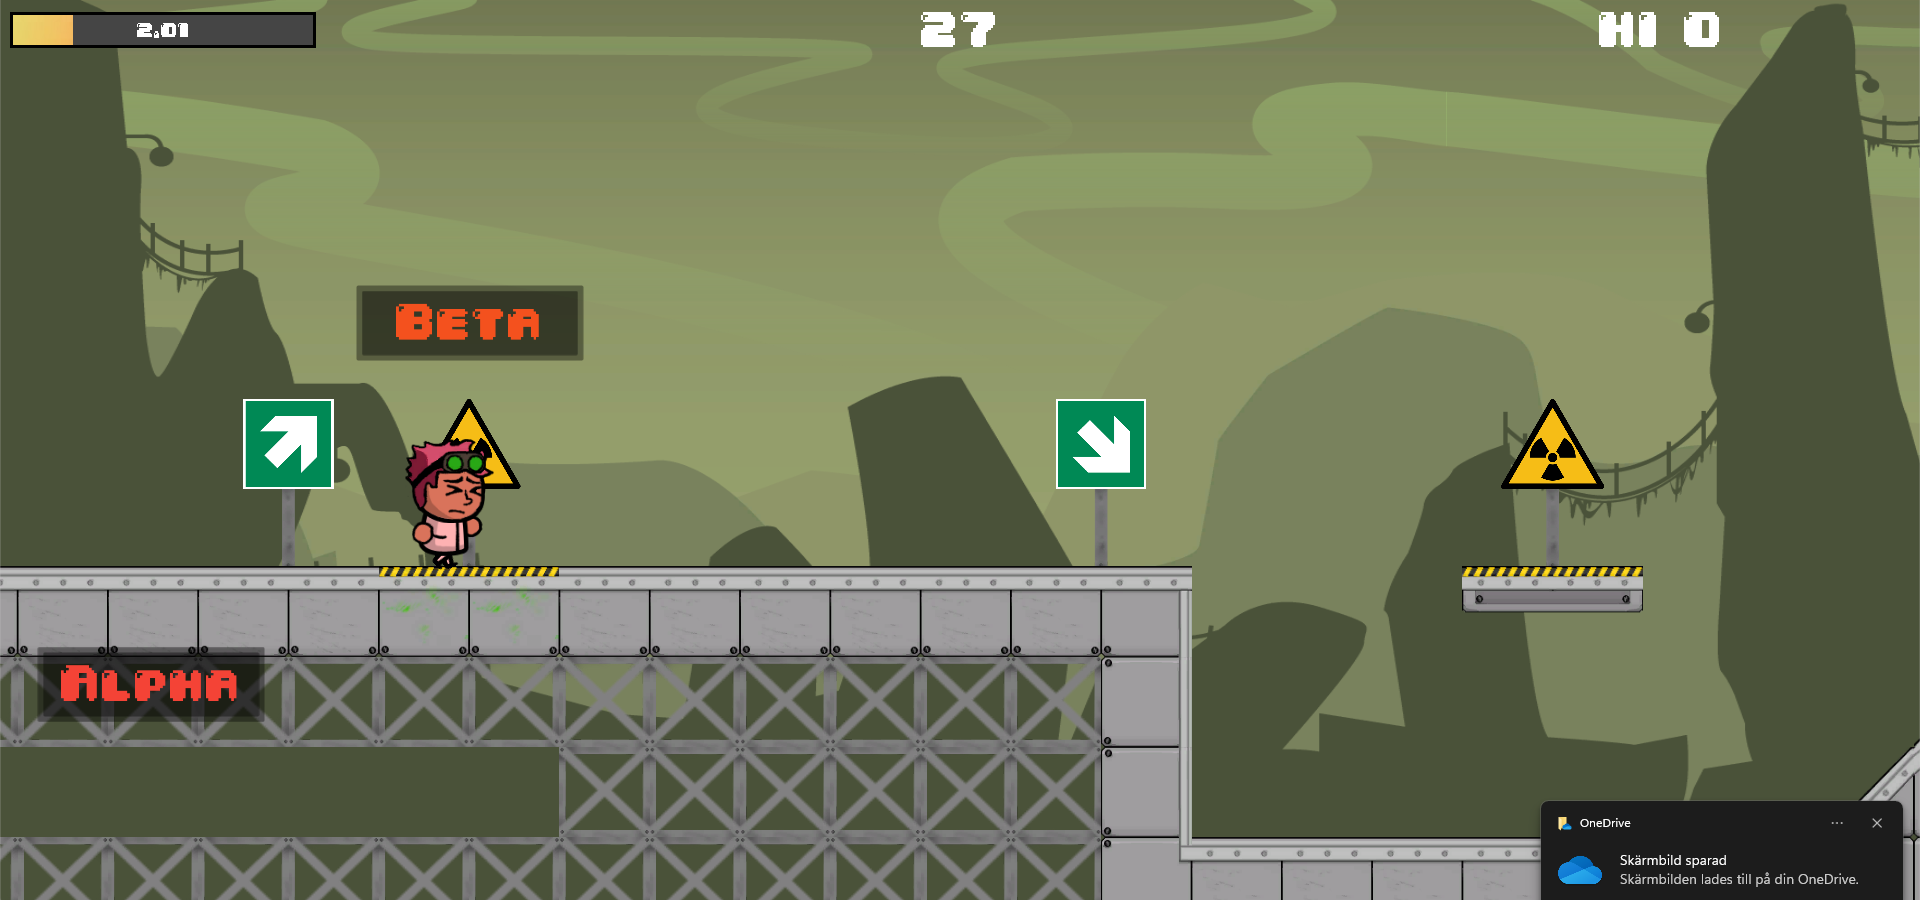 2.01
27
HI 0
Beta
Alpha
OneDrive
Skärmbild sparad
Skärmbilden lades till på din OneDrive.